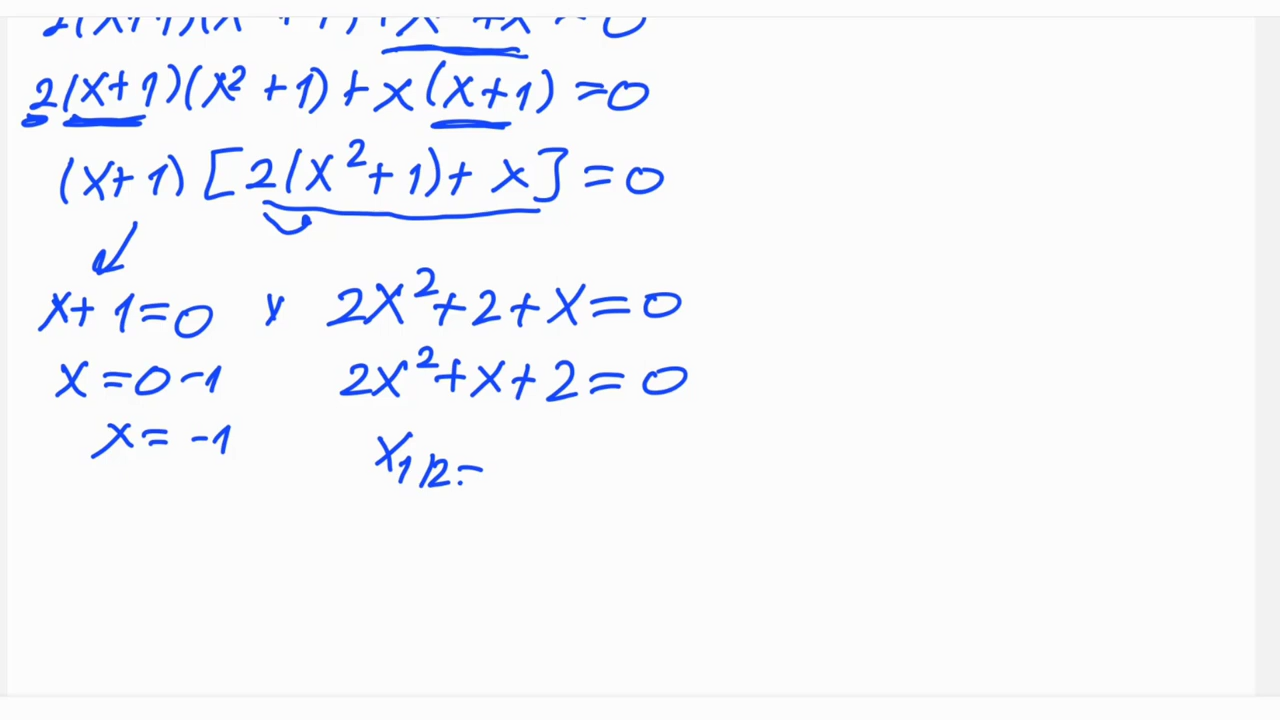 2(x+1)(x²+1)+x(x+1)=0
(x+1)[2(x²+1)+x]=0
x+1=0 v 2x²+2+x=0
x=0-1 2x²+x+2=0
x=-1 x₁/₂=